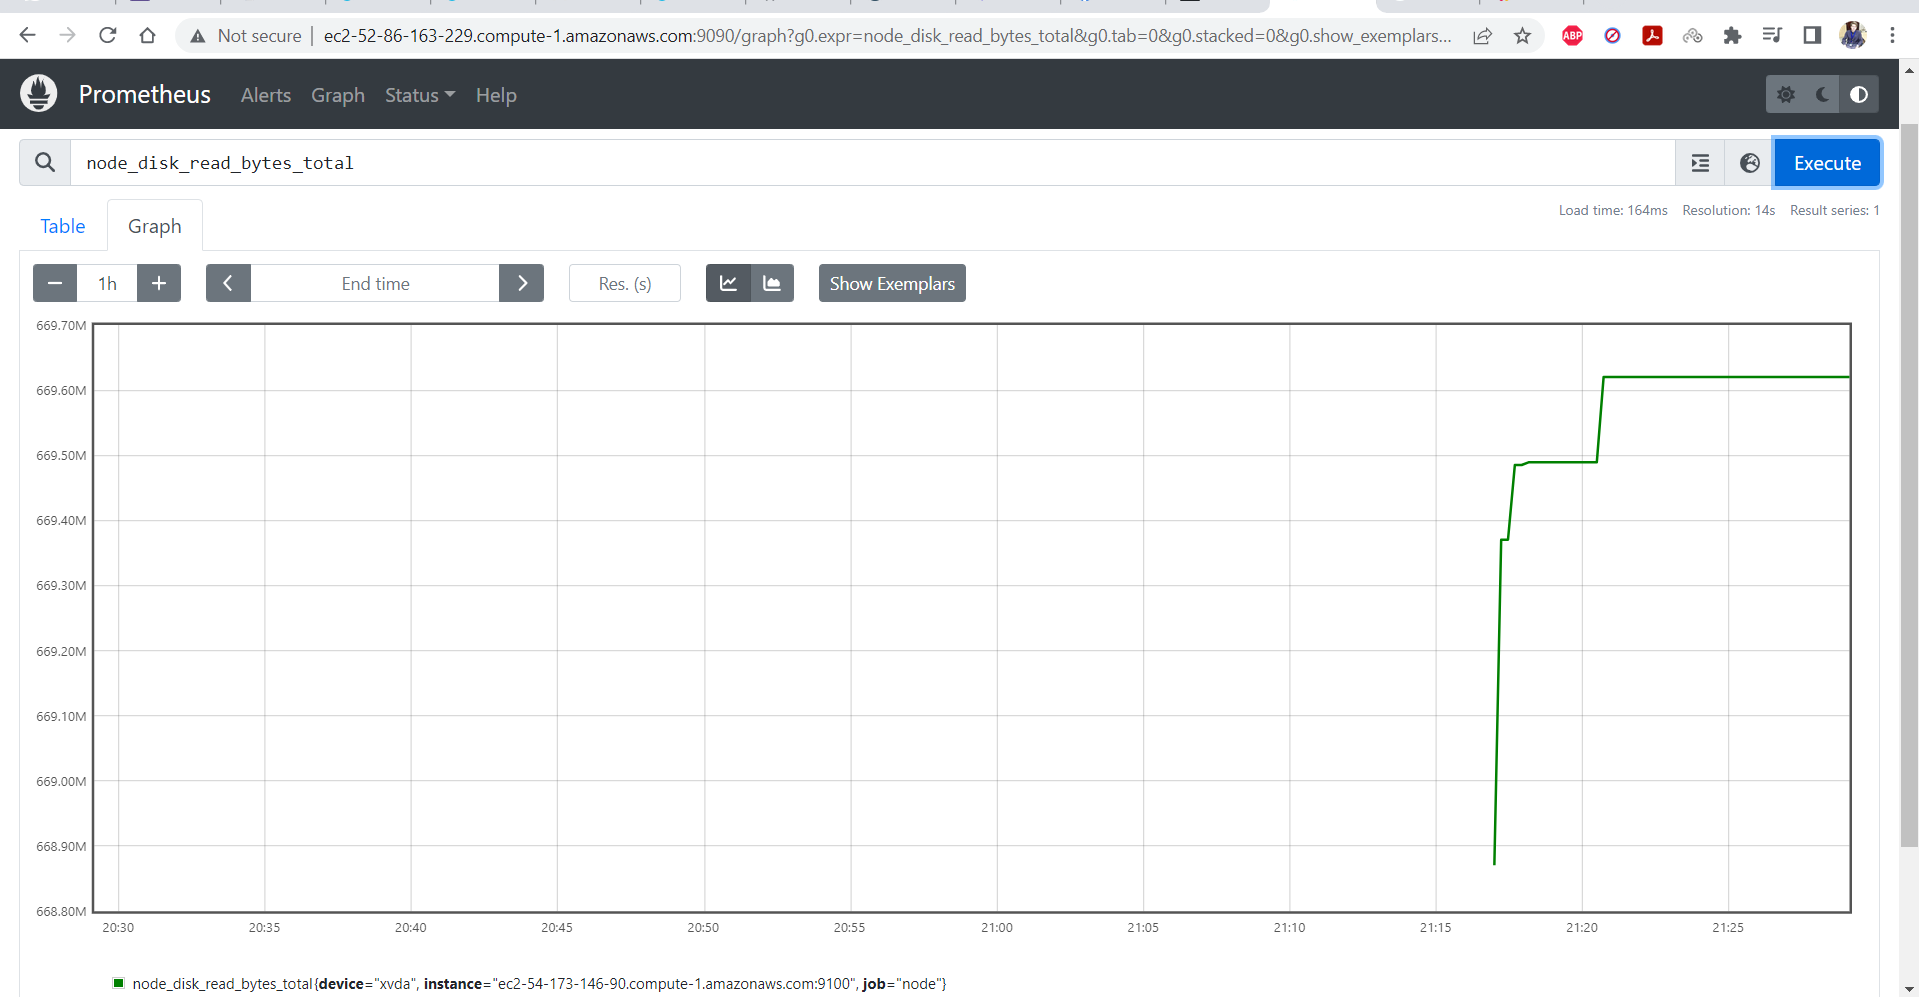 Not secure | ec2-52-86-163-229.compute-1.amazonaws.com:9090/graph?g0.expr=node_disk_read_bytes_total&g0.tab=0&g0.stacked=0&g0.show_exemplars...
ABP
Prometheus Alerts Graph Status Help
node_disk_read_bytes_total
Execute
Table Graph
Load time: 164ms Resolution: 14s Result series: 1
− 1h + End time Res. (s) Show Exemplars
669.70M
669.60M
669.50M
669.40M
669.30M
669.20M
669.10M
669.00M
668.90M
668.80M
20:30 20:35 20:40 20:45 20:50 20:55 21:00 21:05 21:10 21:15 21:20 21:25
node_disk_read_bytes_total{device="xvda", instance="ec2-54-173-146-90.compute-1.amazonaws.com:9100", job="node"}